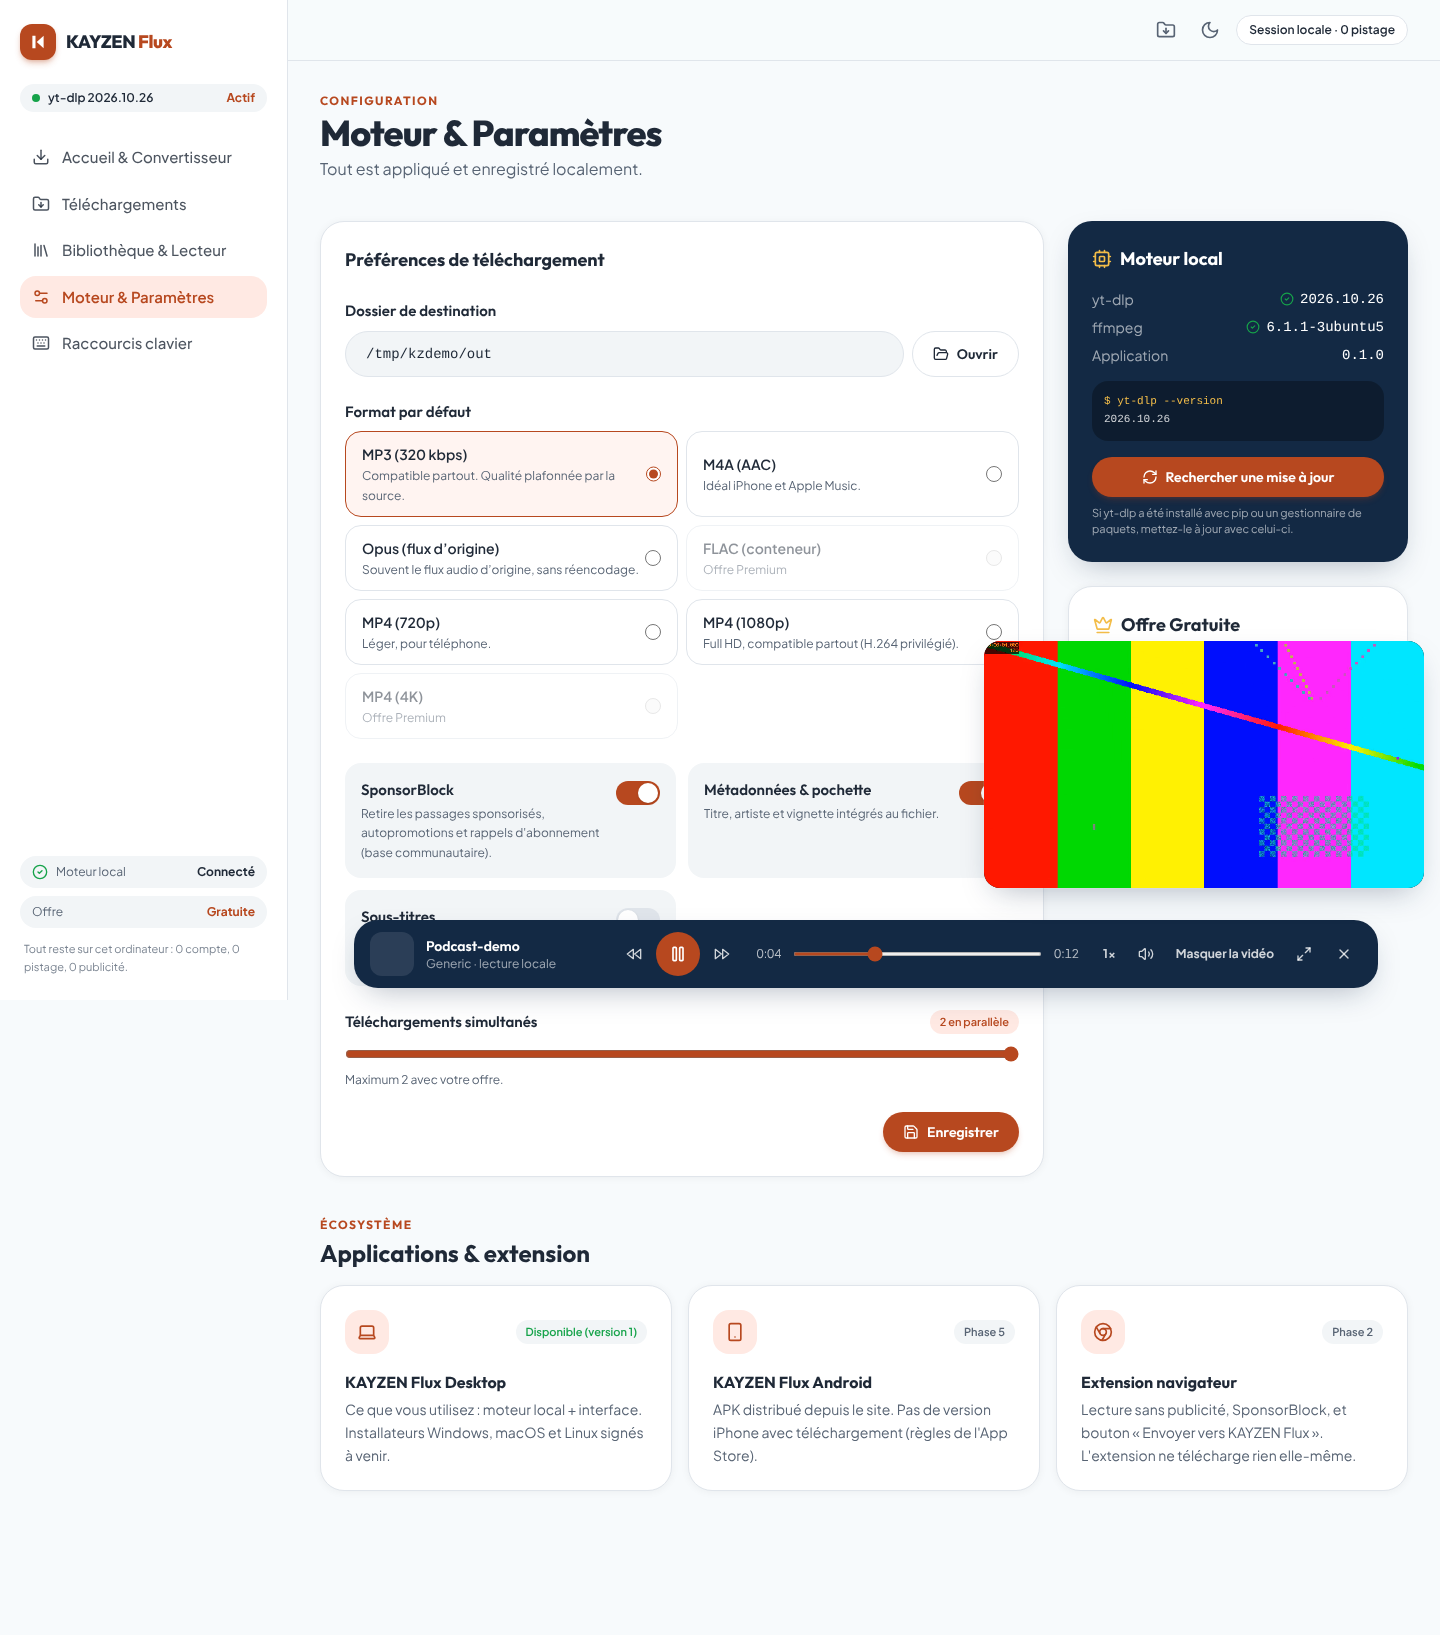 KAYZEN Flux
yt-dlp 2026.10.26
Actif
Accueil & Convertisseur
Téléchargements
Bibliothèque & Lecteur
Moteur & Paramètres
Raccourcis clavier
Moteur local
Connecté
Offre
Gratuite
Tout reste sur cet ordinateur : 0 compte, 0
pistage, 0 publicité.
Session locale · 0 pistage
CONFIGURATION
Moteur & Paramètres
Tout est appliqué et enregistré localement.
Préférences de téléchargement
Dossier de destination
/tmp/kzdemo/out
Ouvrir
Format par défaut
MP3 (320 kbps)
Compatible partout. Qualité plafonnée par la
source.
M4A (AAC)
Idéal iPhone et Apple Music.
Opus (flux d'origine)
Souvent le flux audio d'origine, sans réencodage.
FLAC (conteneur)
Offre Premium
MP4 (720p)
Léger, pour téléphone.
MP4 (1080p)
Full HD, compatible partout (H.264 privilégié).
MP4 (4K)
Offre Premium
SponsorBlock
Retire les passages sponsorisés,
autopromotions et rappels d'abonnement
(base communautaire).
Métadonnées & pochette
Titre, artiste et vignette intégrés au fichier.
Sous-titres
Moteur local
yt-dlp
2026.10.26
ffmpeg
6.1.1-3ubuntu5
Application
0.1.0
$ yt-dlp --version
2026.10.26
Rechercher une mise à jour
Si yt-dlp a été installé avec pip ou un gestionnaire de
paquets, mettez-le à jour avec celui-ci.
Offre Gratuite
Podcast-demo
Generic · lecture locale
0:04
0:12
1×
Masquer la vidéo
Téléchargements simultanés
2 en parallèle
Maximum 2 avec votre offre.
Enregistrer
ÉCOSYSTÈME
Applications & extension
Disponible (version 1)
KAYZEN Flux Desktop
Ce que vous utilisez : moteur local + interface.
Installateurs Windows, macOS et Linux signés
à venir.
Phase 5
KAYZEN Flux Android
APK distribué depuis le site. Pas de version
iPhone avec téléchargement (règles de l'App
Store).
Phase 2
Extension navigateur
Lecture sans publicité, SponsorBlock, et
bouton « Envoyer vers KAYZEN Flux ».
L'extension ne télécharge rien elle-même.